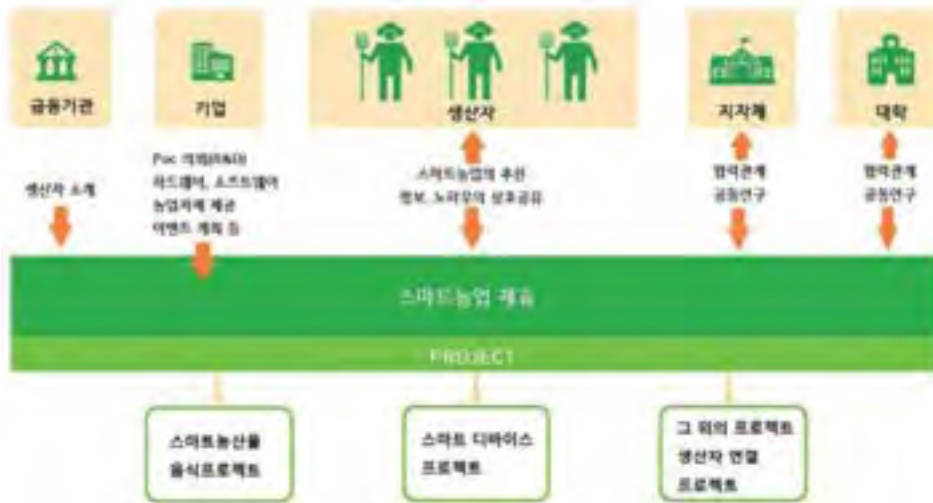 금융기관
기업
생산자
지자체
대학
생산자 소개
Poc 의뢰(R&D)
하드웨어, 소프트웨어
농업자재 제공
이벤트 계획 등
스마트농업의 추진
정보, 노하우의 상호공유
협력관계
공동연구
협력관계
공동연구
스마트농업 제휴
PROJECT
스마트농산물
음식프로젝트
스마트 디바이스
프로젝트
그 외의 프로젝트
생산자 연결
프로젝트